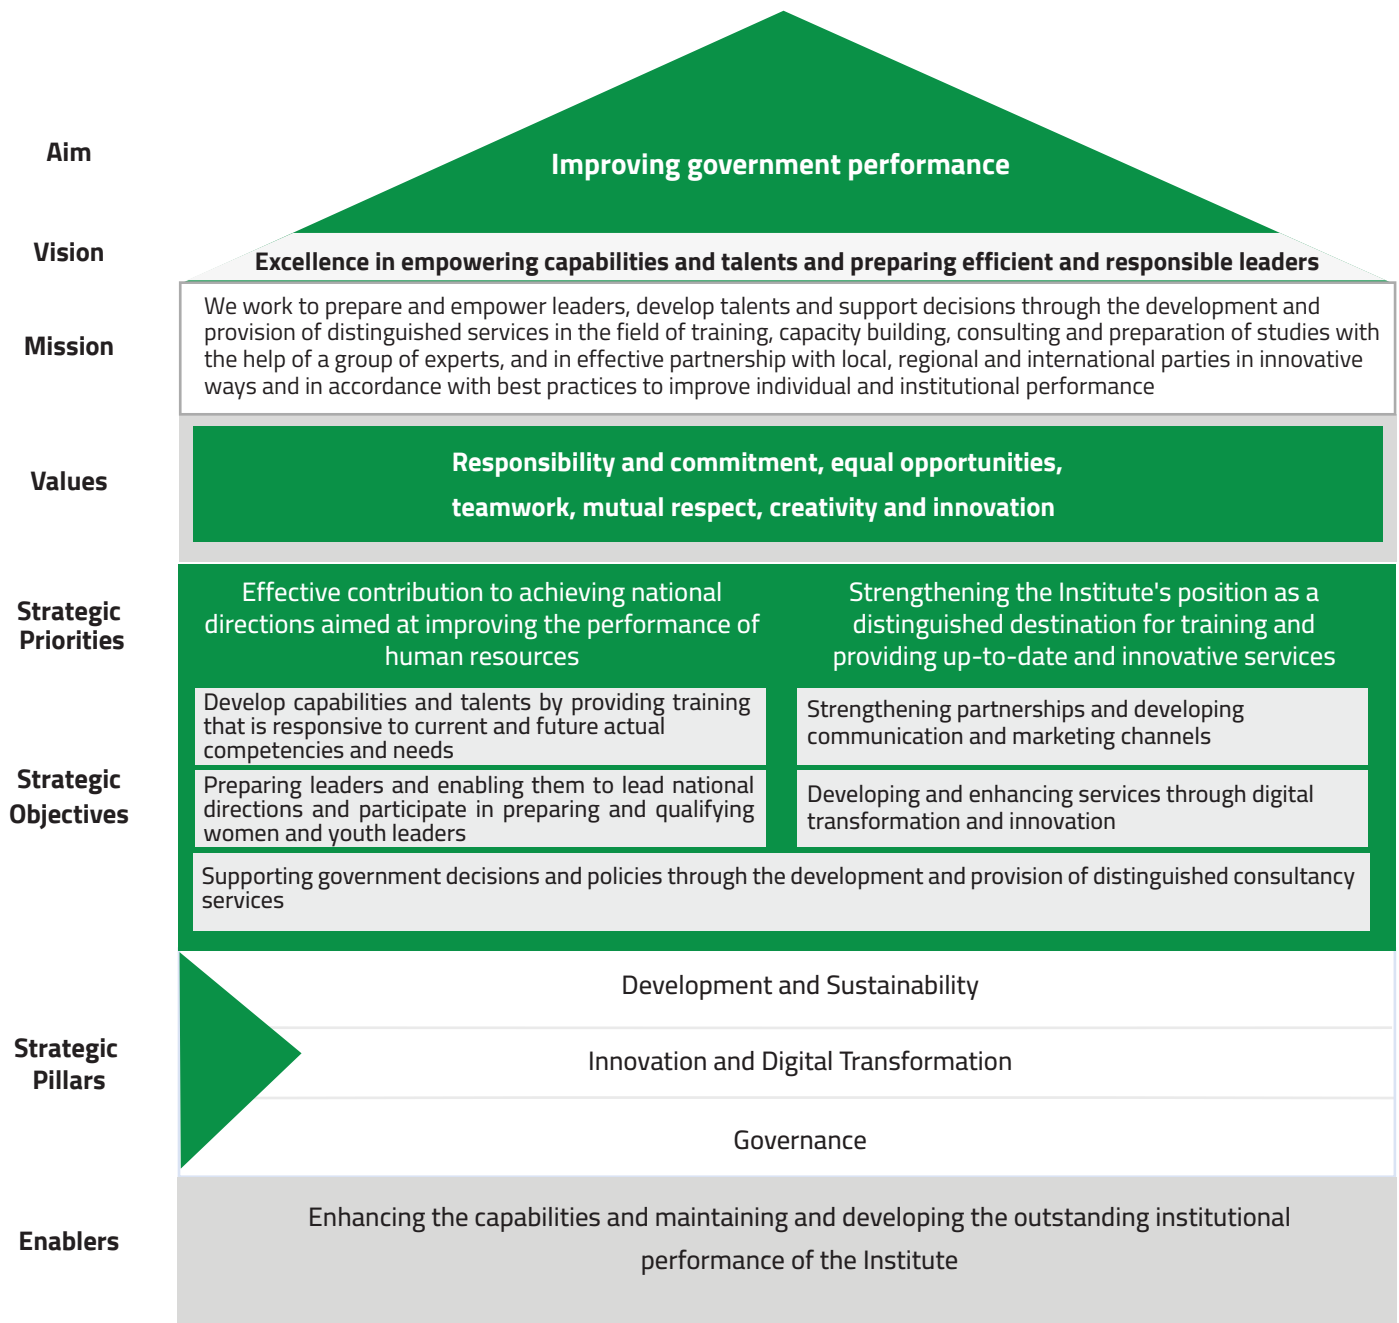 Aim
Improving government performance
Vision
Excellence in empowering capabilities and talents and preparing efficient and responsible leaders
Mission
We work to prepare and empower leaders, develop talents and support decisions through the development and
provision of distinguished services in the field of training, capacity building, consulting and preparation of studies with
the help of a group of experts, and in effective partnership with local, regional and international parties in innovative
ways and in accordance with best practices to improve individual and institutional performance
Values
Responsibility and commitment, equal opportunities,
teamwork, mutual respect, creativity and innovation
Strategic
Priorities
Effective contribution to achieving national
directions aimed at improving the performance of
human resources
Strengthening the Institute's position as a
distinguished destination for training and
providing up-to-date and innovative services
Strategic
Objectives
Develop capabilities and talents by providing training
that is responsive to current and future actual
competencies and needs
Strengthening partnerships and developing
communication and marketing channels
Preparing leaders and enabling them to lead national
directions and participate in preparing and qualifying
women and youth leaders
Developing and enhancing services through digital
transformation and innovation
Supporting government decisions and policies through the development and provision of distinguished consultancy
services
Strategic
Pillars
Development and Sustainability
Innovation and Digital Transformation
Governance
Enablers
Enhancing the capabilities and maintaining and developing the outstanding institutional
performance of the Institute